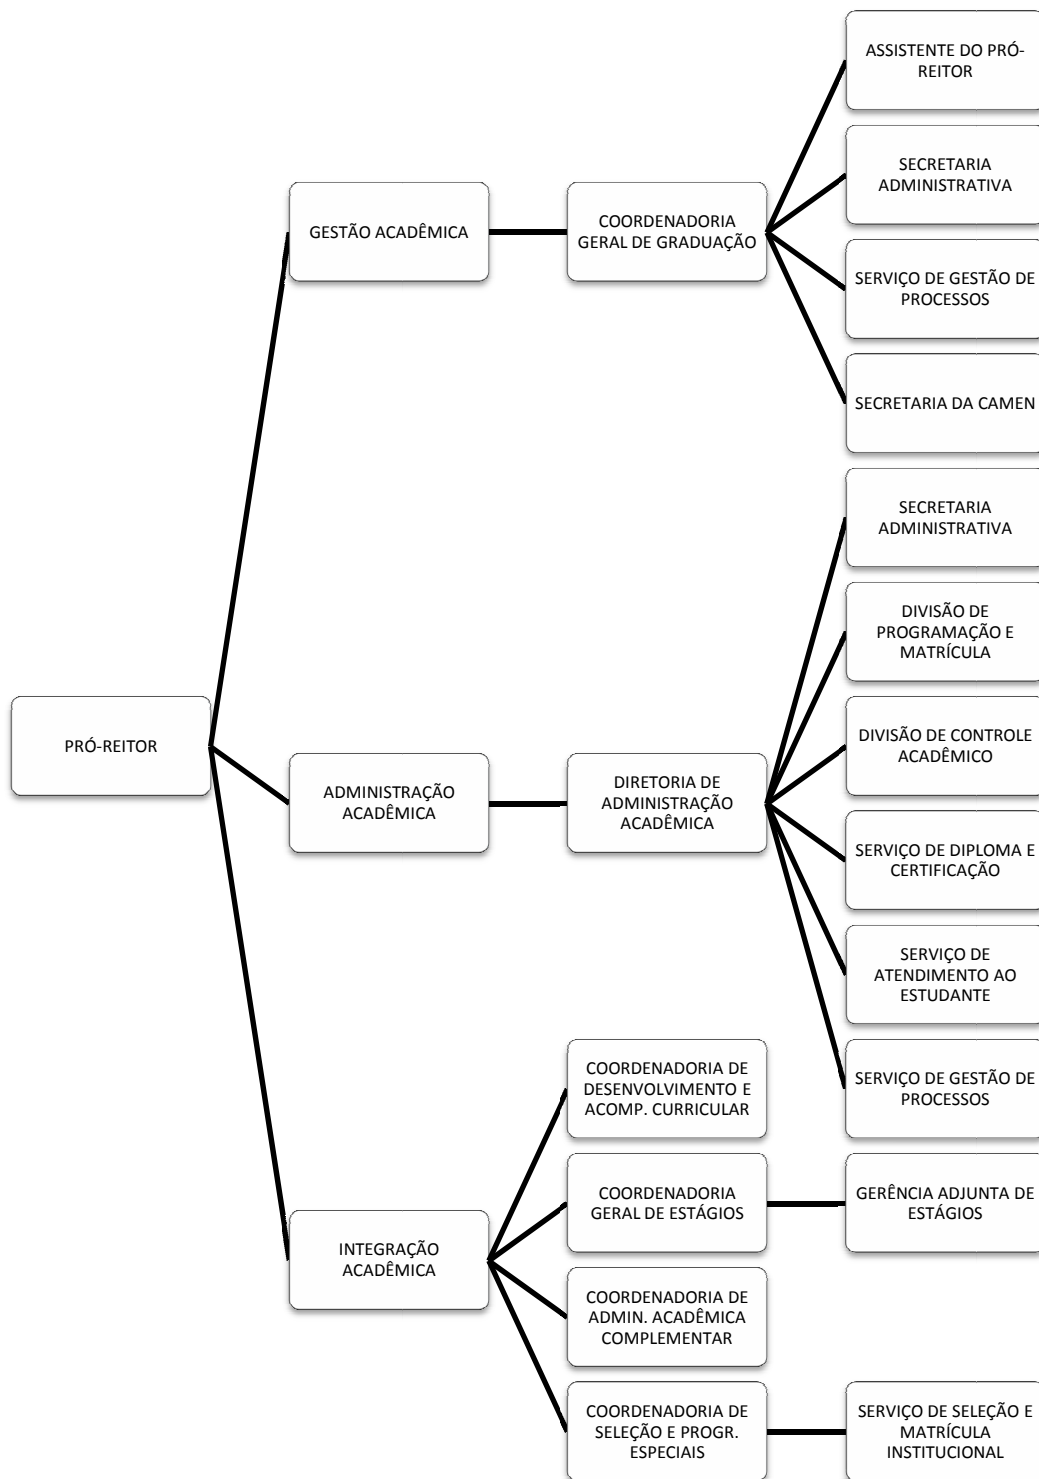 ASSISTENTE DO PRÓ-
REITOR
SECRETARIA
ADMINISTRATIVA
GESTÃO ACADÊMICA
COORDENADORIA
GERAL DE GRADUAÇÃO
SERVIÇO DE GESTÃO DE
PROCESSOS
SECRETARIA DA CAMEN
SECRETARIA
ADMINISTRATIVA
DIVISÃO DE
PROGRAMAÇÃO E
MATRÍCULA
PRÓ-REITOR
DIVISÃO DE CONTROLE
ACADÊMICO
ADMINISTRAÇÃO
ACADÊMICA
DIRETORIA DE
ADMINISTRAÇÃO
ACADÊMICA
SERVIÇO DE DIPLOMA E
CERTIFICAÇÃO
SERVIÇO DE
ATENDIMENTO AO
ESTUDANTE
COORDENADORIA DE
DESENVOLVIMENTO E
ACOMP. CURRICULAR
SERVIÇO DE GESTÃO DE
PROCESSOS
COORDENADORIA
GERAL DE ESTÁGIOS
GERÊNCIA ADJUNTA DE
ESTÁGIOS
INTEGRAÇÃO
ACADÊMICA
COORDENADORIA DE
ADMIN. ACADÊMICA
COMPLEMENTAR
COORDENADORIA DE
SELEÇÃO E PROGR.
ESPECIAIS
SERVIÇO DE SELEÇÃO E
MATRÍCULA
INSTITUCIONAL